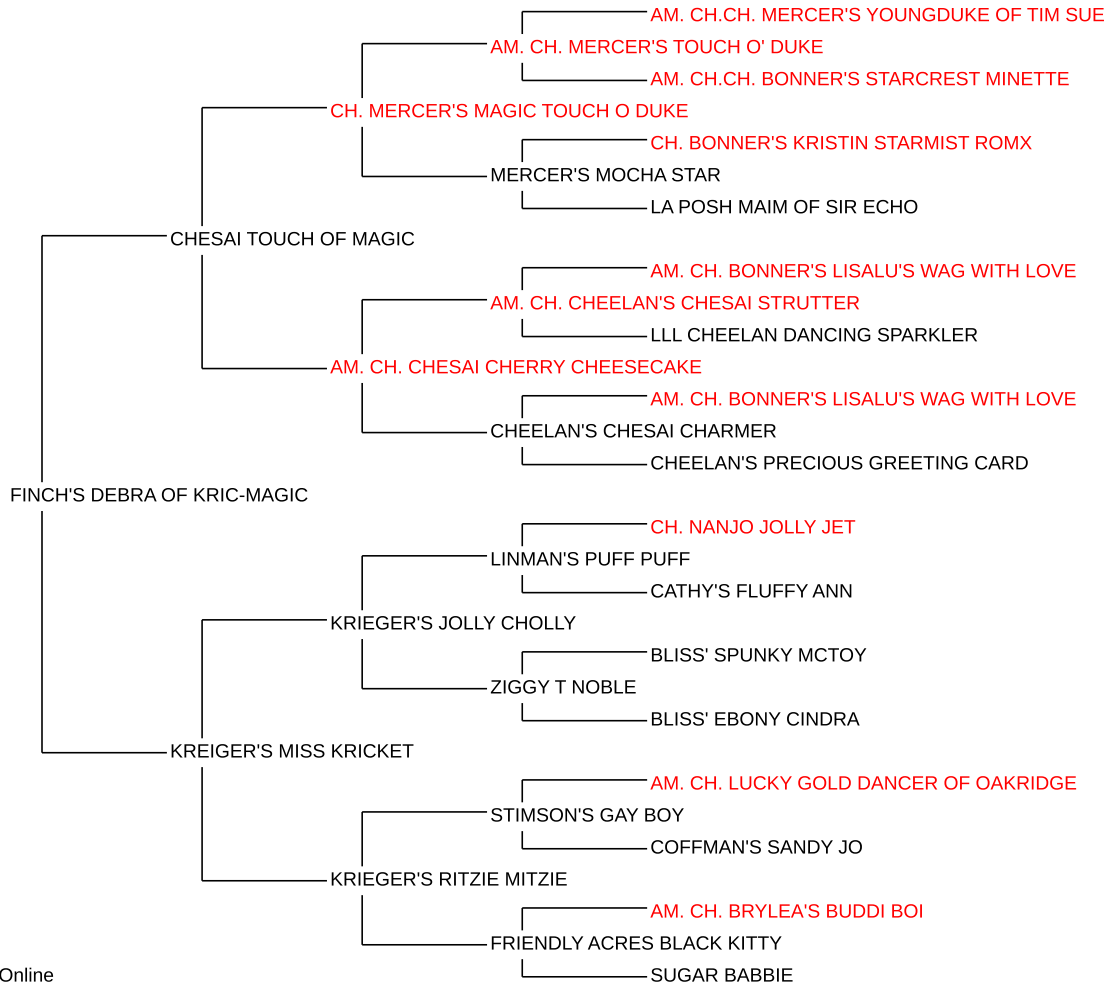 AM. CH.CH. MERCER'S YOUNGDUKE OF TIM SUE
AM. CH. MERCER'S TOUCH O' DUKE
AM. CH.CH. BONNER'S STARCREST MINETTE
CH. MERCER'S MAGIC TOUCH O DUKE
CH. BONNER'S KRISTIN STARMIST ROMX
MERCER'S MOCHA STAR
LA POSH MAIM OF SIR ECHO
CHESAI TOUCH OF MAGIC
AM. CH. BONNER'S LISALU'S WAG WITH LOVE
AM. CH. CHEELAN'S CHESAI STRUTTER
LLL CHEELAN DANCING SPARKLER
AM. CH. CHESAI CHERRY CHEESECAKE
AM. CH. BONNER'S LISALU'S WAG WITH LOVE
CHEELAN'S CHESAI CHARMER
CHEELAN'S PRECIOUS GREETING CARD
FINCH'S DEBRA OF KRIC-MAGIC
CH. NANJO JOLLY JET
LINMAN'S PUFF PUFF
CATHY'S FLUFFY ANN
KRIEGER'S JOLLY CHOLLY
BLISS' SPUNKY MCTOY
ZIGGY T NOBLE
BLISS' EBONY CINDRA
KREIGER'S MISS KRICKET
AM. CH. LUCKY GOLD DANCER OF OAKRIDGE
STIMSON'S GAY BOY
COFFMAN'S SANDY JO
KRIEGER'S RITZIE MITZIE
AM. CH. BRYLEA'S BUDDI BOI
FRIENDLY ACRES BLACK KITTY
SUGAR BABBIE
Online